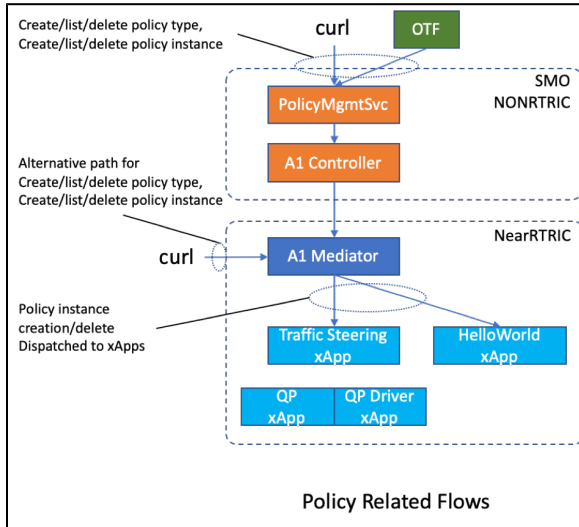 Create/list/delete policy type,
Create/list/delete policy instance
curl
OTF
SMO
NONRTRIC
PolicyMgmtSvc
A1 Controller
Alternative path for
Create/list/delete policy type,
Create/list/delete policy instance
NearRTRIC
curl
A1 Mediator
Policy instance
creation/delete
Dispatched to xApps
Traffic Steering
xApp
HelloWorld
xApp
QP
xApp
QP Driver
xApp
Policy Related Flows